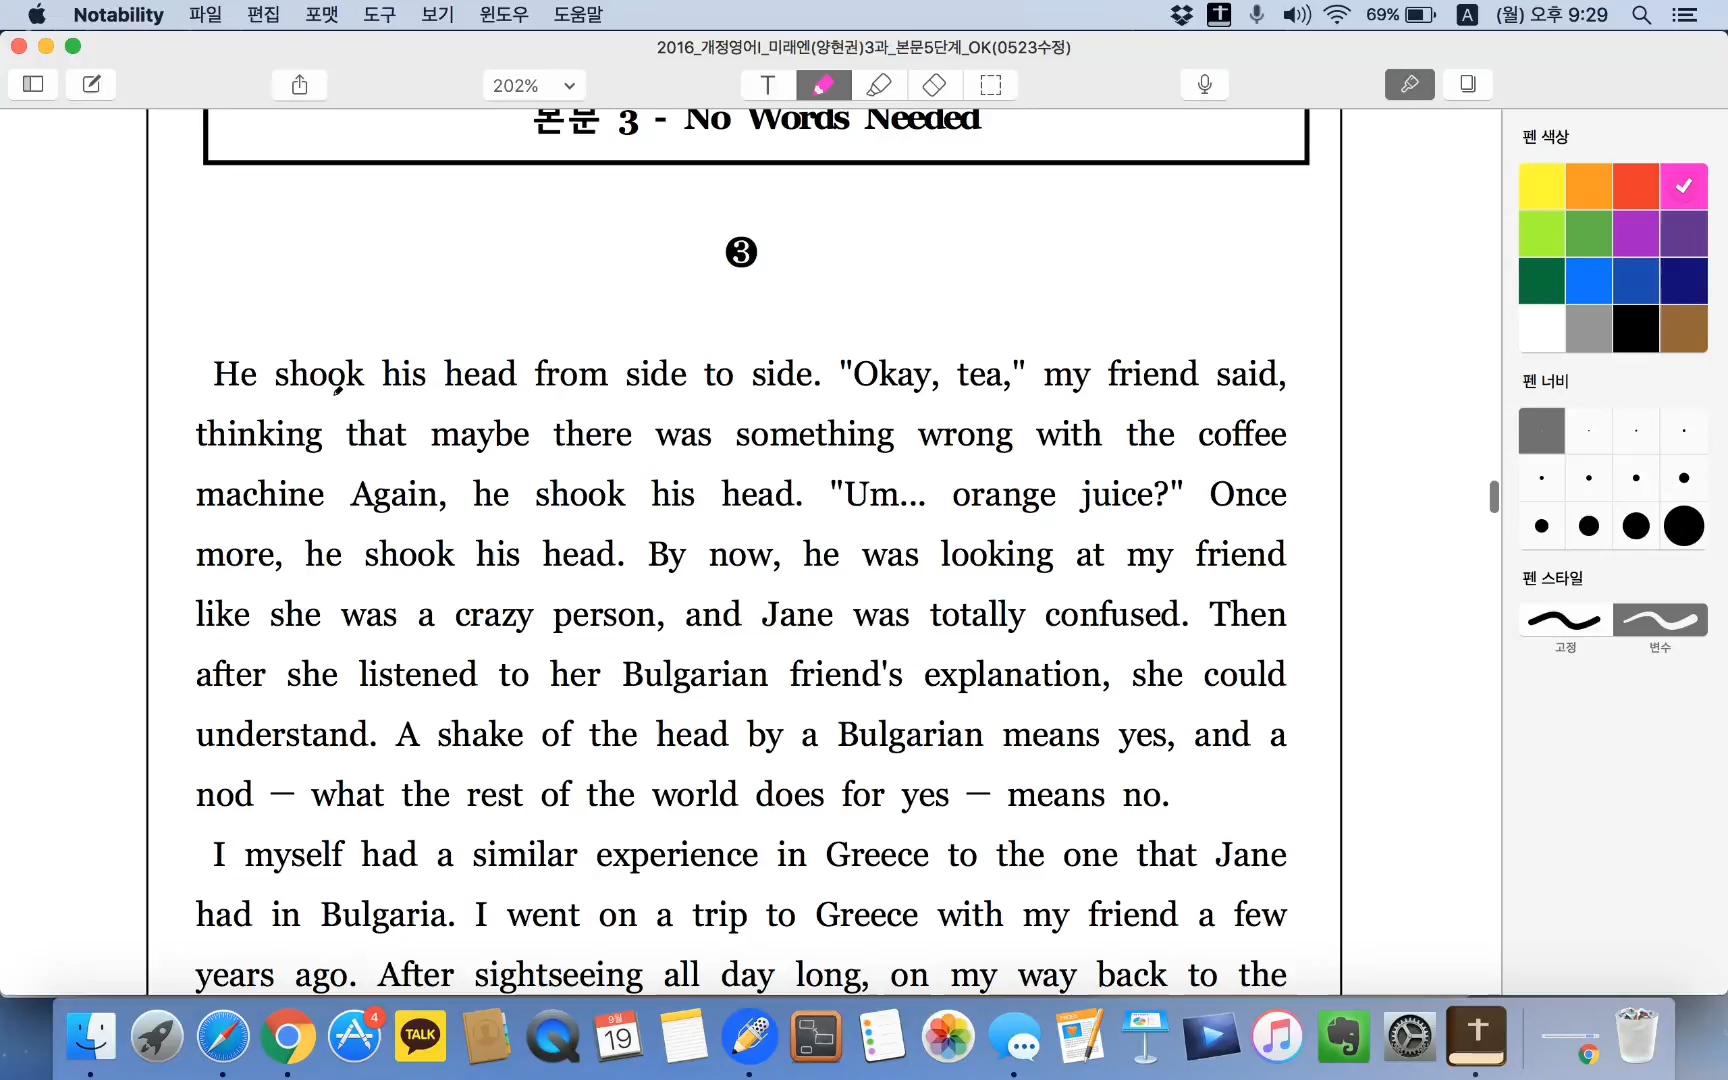 Notability 파일 편집 포맷 도구 보기 윈도우 도움말 69% A (월) 오후 9:29
2016_개정영어I_미래엔(양현권)3과_본문5단계_OK(0523수정)
202% T
본문 3 - No Words Needed
❸
He shook his head from side to side. "Okay, tea," my friend said,
thinking that maybe there was something wrong with the coffee
machine Again, he shook his head. "Um... orange juice?" Once
more, he shook his head. By now, he was looking at my friend
like she was a crazy person, and Jane was totally confused. Then
after she listened to her Bulgarian friend's explanation, she could
understand. A shake of the head by a Bulgarian means yes, and a
nod — what the rest of the world does for yes — means no.
I myself had a similar experience in Greece to the one that Jane
had in Bulgaria. I went on a trip to Greece with my friend a few
years ago. After sightseeing all day long, on my way back to the
펜 색상
펜 너비
펜 스타일
고정 변수
4
TALK
9월
19